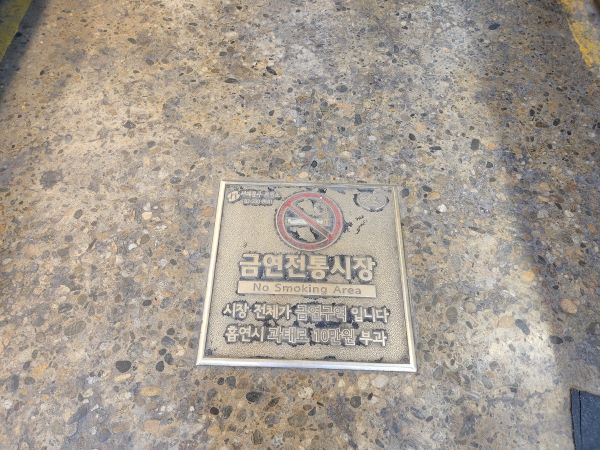 금연전통시장
No Smoking Area
시장 전체가 금연구역 입니다
흡연시 과태료 10만원 부과